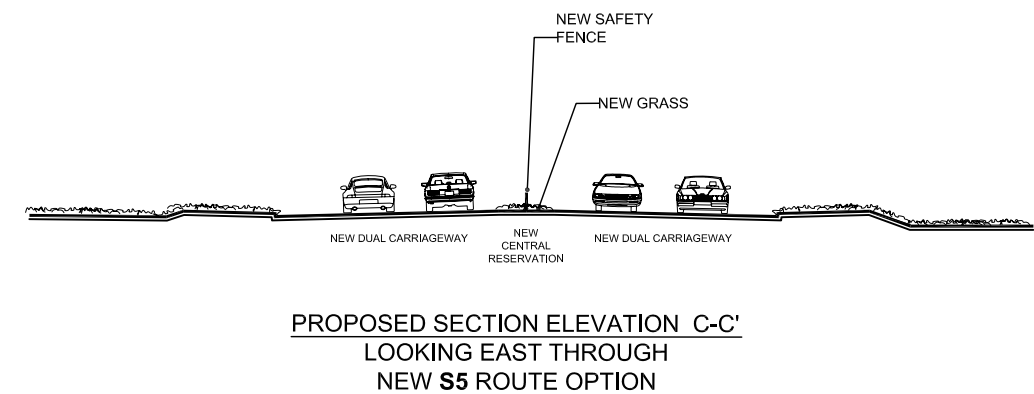 NEW SAFETY
FENCE
NEW GRASS
NEW DUAL CARRIAGEWAY
NEW
CENTRAL
RESERVATION
NEW DUAL CARRIAGEWAY
PROPOSED SECTION ELEVATION C-C'
LOOKING EAST THROUGH
NEW S5 ROUTE OPTION